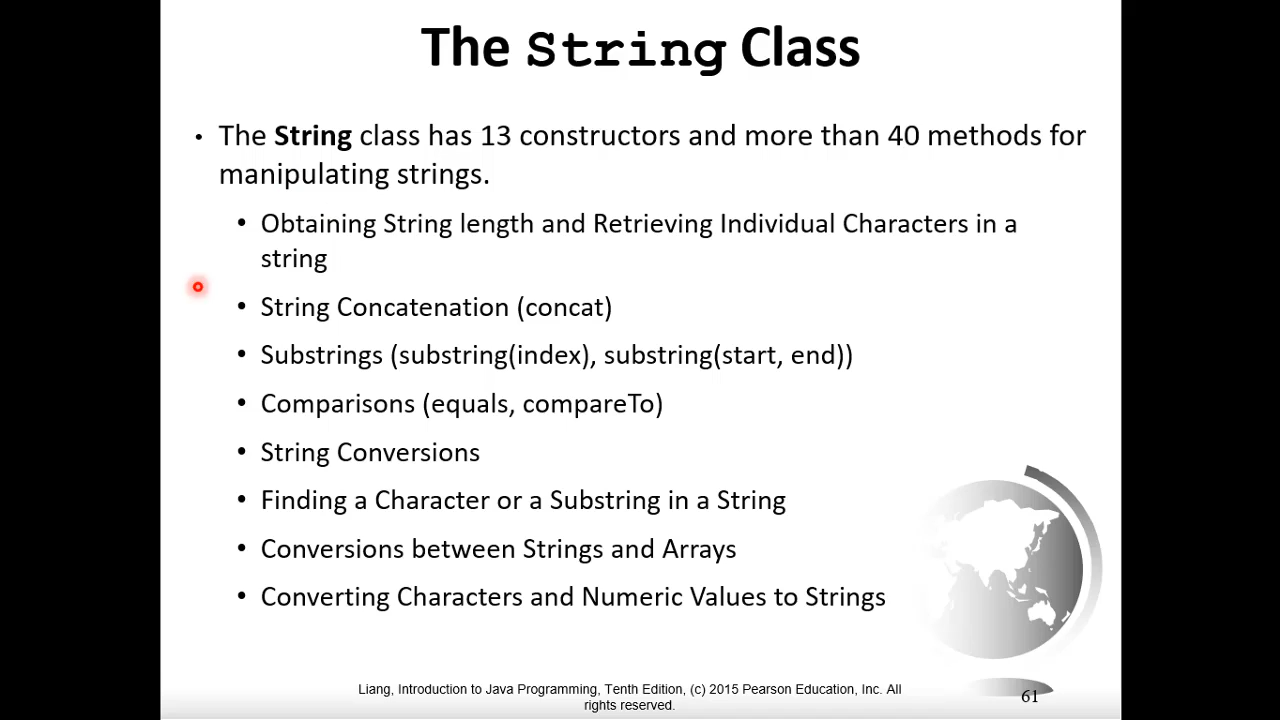 The String Class
• The String class has 13 constructors and more than 40 methods for
manipulating strings.
• Obtaining String length and Retrieving Individual Characters in a
string
• String Concatenation (concat)
• Substrings (substring(index), substring(start, end))
• Comparisons (equals, compareTo)
• String Conversions
• Finding a Character or a Substring in a String
• Conversions between Strings and Arrays
• Converting Characters and Numeric Values to Strings
Liang, Introduction to Java Programming, Tenth Edition, (c) 2015 Pearson Education, Inc. All
rights reserved.
61